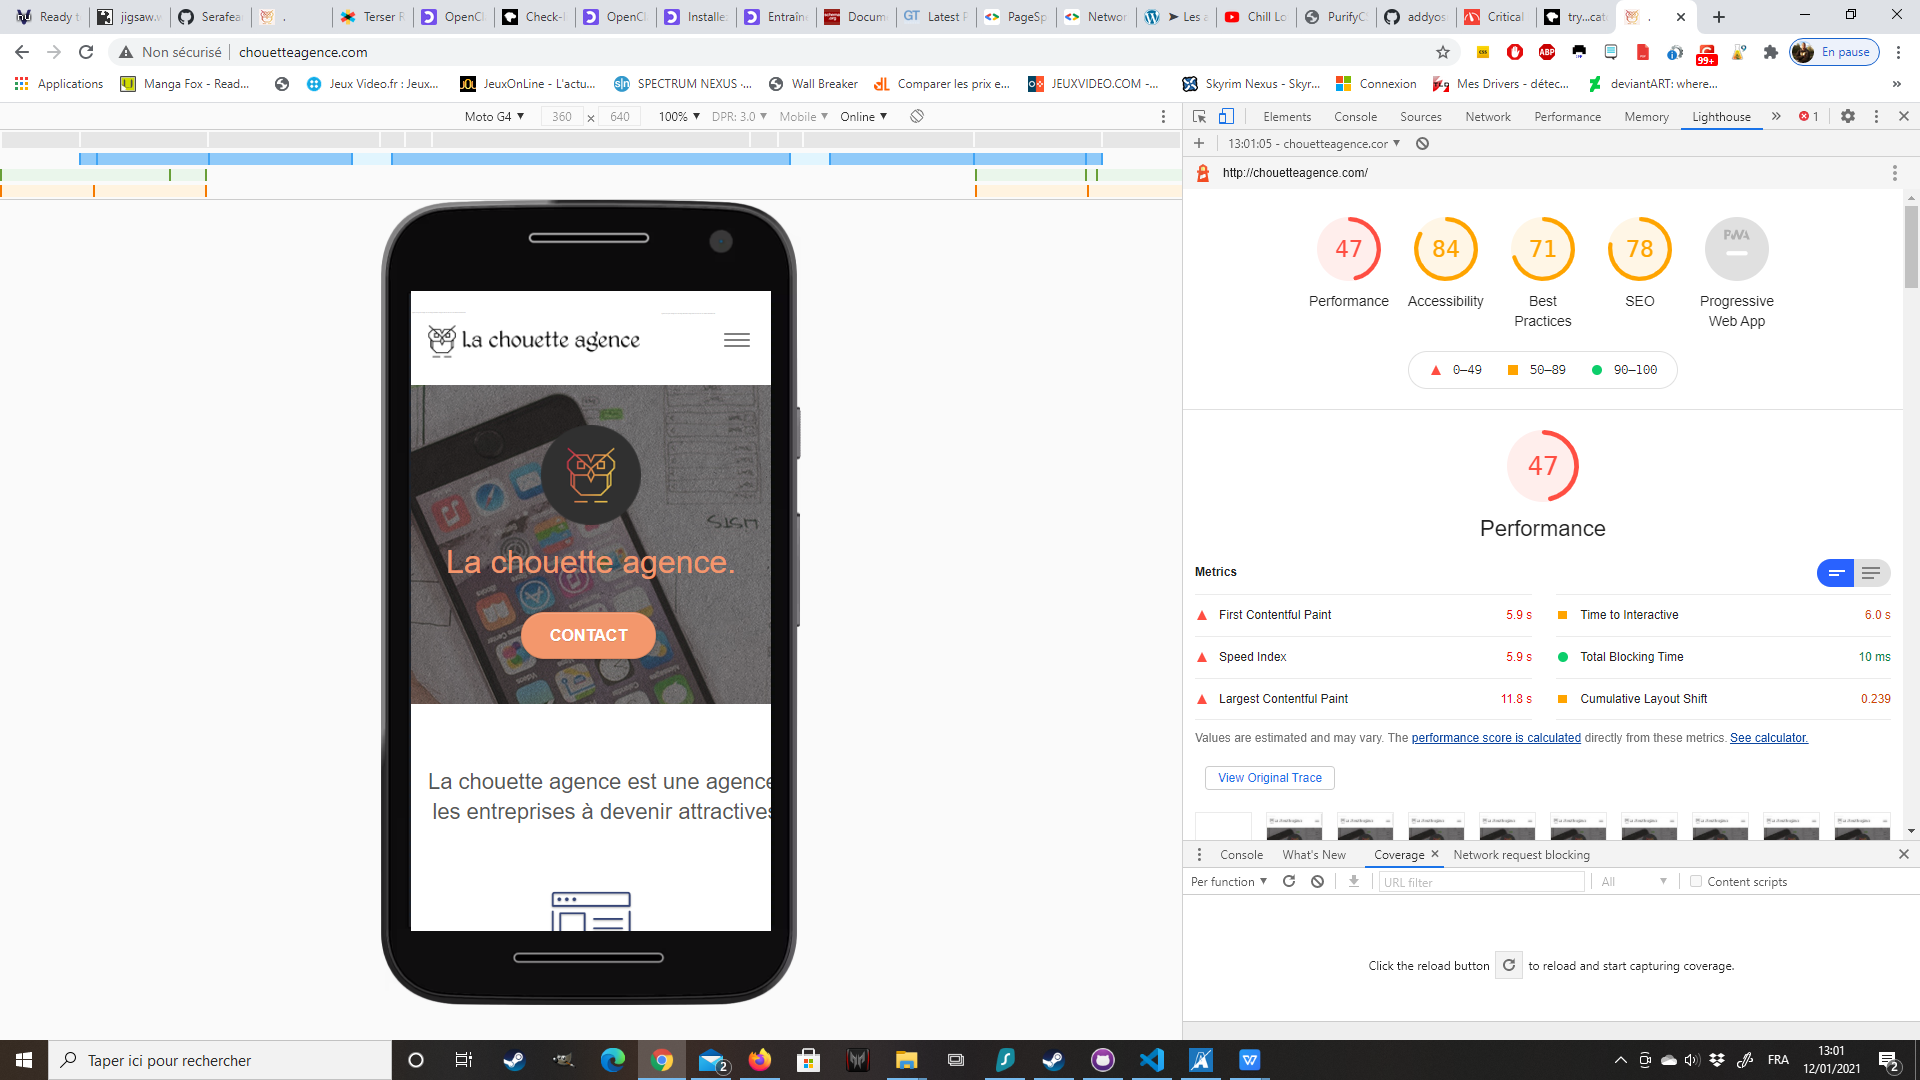 Ready t
jigsaw.w
Serafea
.
Terser R
OpenCl
Check-l
OpenCl
Installe
Entraîn
Docum
Latest P
PageSp
Networ
➤ Les a
Chill Lo
PurifyC
addyos
Critical
try...cat
.
Non sécurisé
chouetteagence.com
En pause
Applications
Manga Fox - Read...
Jeux Video.fr : Jeux...
JeuxOnLine - L'actu...
SPECTRUM NEXUS -...
Wall Breaker
Comparer les prix e...
JEUXVIDEO.COM -...
Skyrim Nexus - Skyr...
Connexion
Mes Drivers - détec...
deviantART: where...
»
Moto G4
360 × 640
100%
DPR: 3.0
Mobile
Online
Elements
Console
Sources
Network
Performance
Memory
Lighthouse
»
1
13:01:05 - chouetteagence.cor
http://chouetteagence.com/
47
84
71
78
PWA
Performance
Accessibility
Best
Practices
SEO
Progressive
Web App
0–49
50–89
90–100
47
Performance
Metrics
First Contentful Paint 5.9 s
Time to Interactive 6.0 s
Speed Index 5.9 s
Total Blocking Time 10 ms
Largest Contentful Paint 11.8 s
Cumulative Layout Shift 0.239
Values are estimated and may vary. The performance score is calculated directly from these metrics. See calculator.
View Original Trace
Console
What's New
Coverage
Network request blocking
Per function
URL filter
All
Content scripts
Click the reload button to reload and start capturing coverage.
La chouette agence
La chouette agence.
CONTACT
La chouette agence est une agence
les entreprises à devenir attractives
Taper ici pour rechercher
2
FRA
13:01
12/01/2021
2
99+
ABP